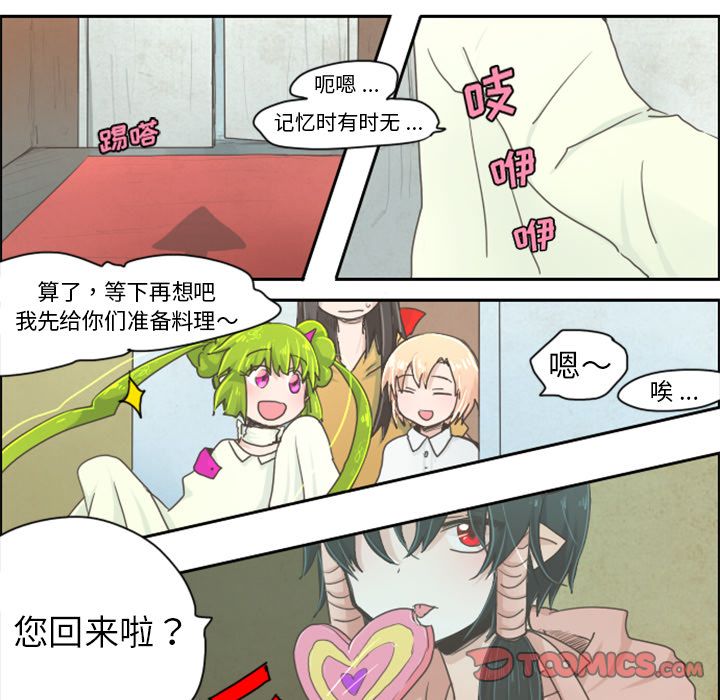 呃嗯 ...
记忆时有时无 ...
踢嗒
吱
咿
咿
算了，等下再想吧
我先给你们准备料理～
嗯～
唉 ...
您回来啦？
TOOMICS.COM